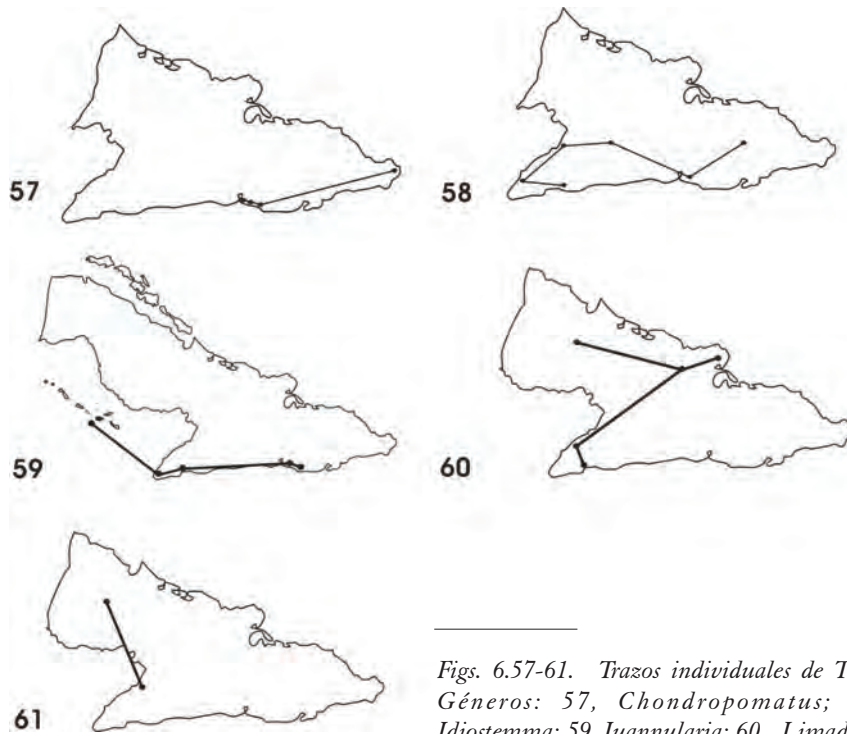 57
58
59
60
61
Figs. 6.57-61. Trazos individuales de
Géneros: 57, Chondropomatus;
Idiostemma; 59, Juannularia; 60,